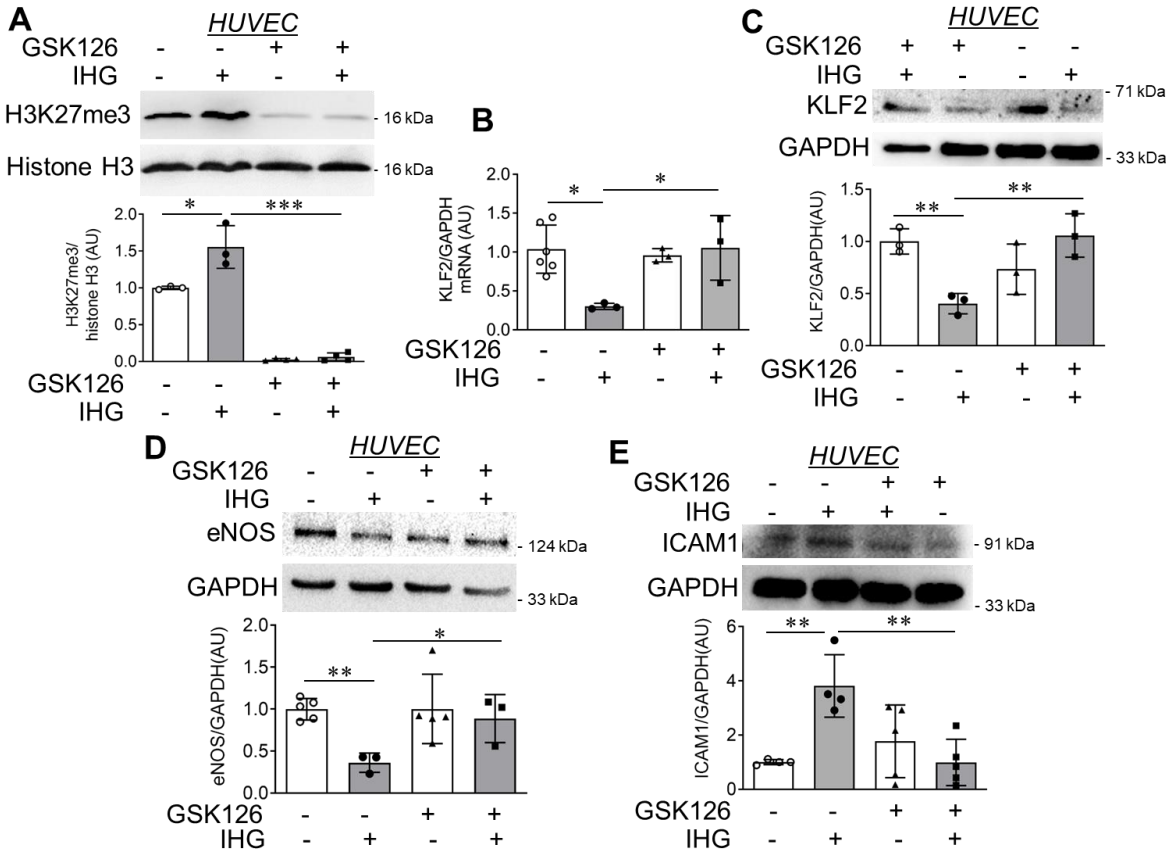 A
HUVEC
GSK126 - - + +
IHG - + - +
H3K27me3
- 16 kDa
Histone H3
- 16 kDa
H3K27me3/
histone H3 (AU)
2.0
1.5
1.0
0.5
0.0
*
***
GSK126 - - + +
IHG - + - +
B
KLF2/GAPDH
mRNA (AU)
2.0
1.5
1.0
0.5
0.0
*
*
GSK126 - - + +
IHG - + - +
C
HUVEC
GSK126 + + - -
IHG + - - +
KLF2
- 71 kDa
GAPDH
- 33 kDa
KLF2/GAPDH(AU)
1.5
1.0
0.5
0.0
**
**
GSK126 - - + +
IHG - + - +
D
HUVEC
GSK126 - - + +
IHG - + - +
eNOS
- 124 kDa
GAPDH
- 33 kDa
eNOS/GAPDH(AU)
2.0
1.5
1.0
0.5
0.0
**
*
GSK126 - - + +
IHG - + - +
E
HUVEC
GSK126 - - + +
IHG - + + -
ICAM1
- 91 kDa
GAPDH
- 33 kDa
ICAM1/GAPDH(AU)
6
4
2
0
**
**
GSK126 - - + +
IHG - + - +